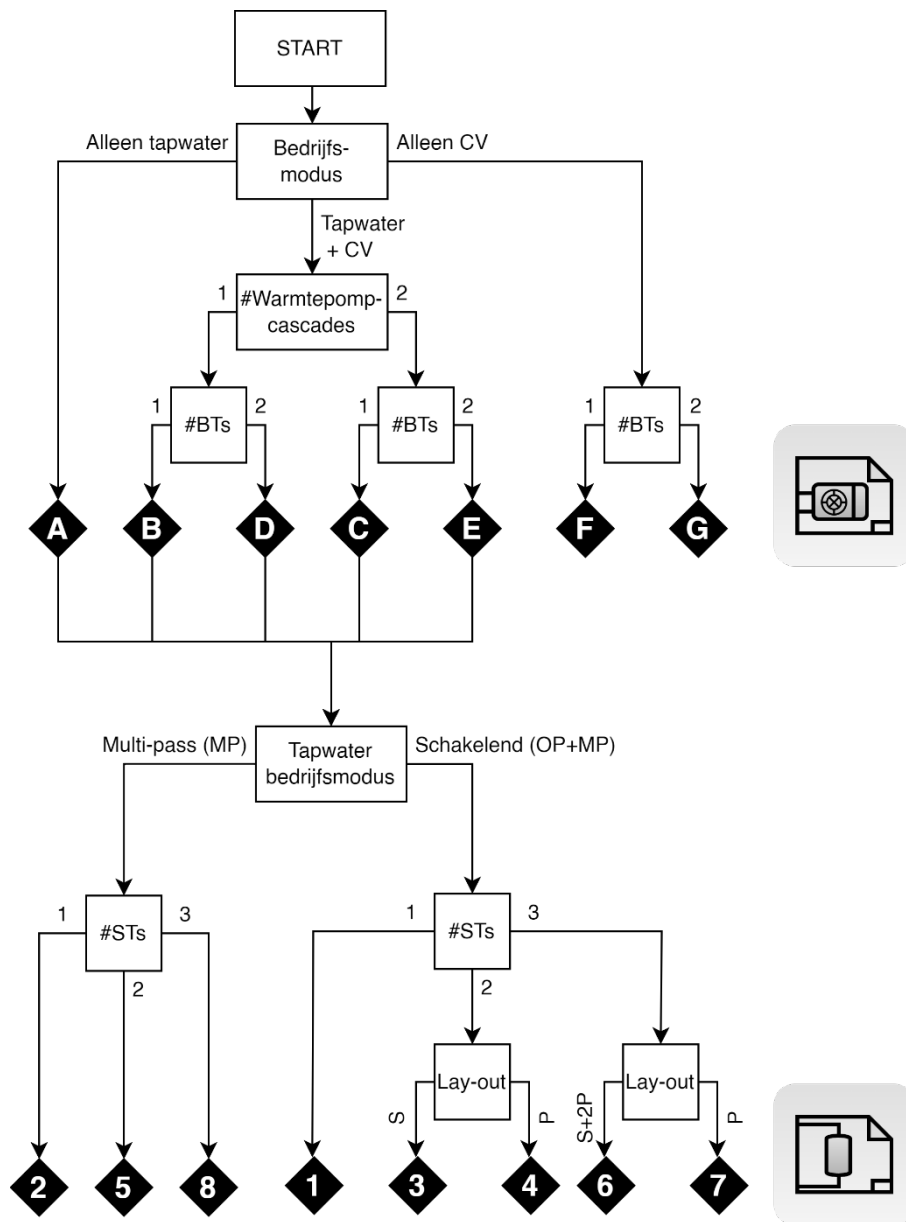 START
Alleen tapwater
Bedrijfs-
modus
Alleen CV
Tapwater
+ CV
1
#Warmtepomp-
cascades
2
1
#BTs
2
1
#BTs
2
1
#BTs
2
A
B
D
C
E
F
G
Multi-pass (MP)
Tapwater
bedrijfsmodus
Schakelend (OP+MP)
1
#STs
3
2
1
#STs
3
2
Lay-out
Lay-out
S
P
S+2P
P
2
5
8
1
3
4
6
7